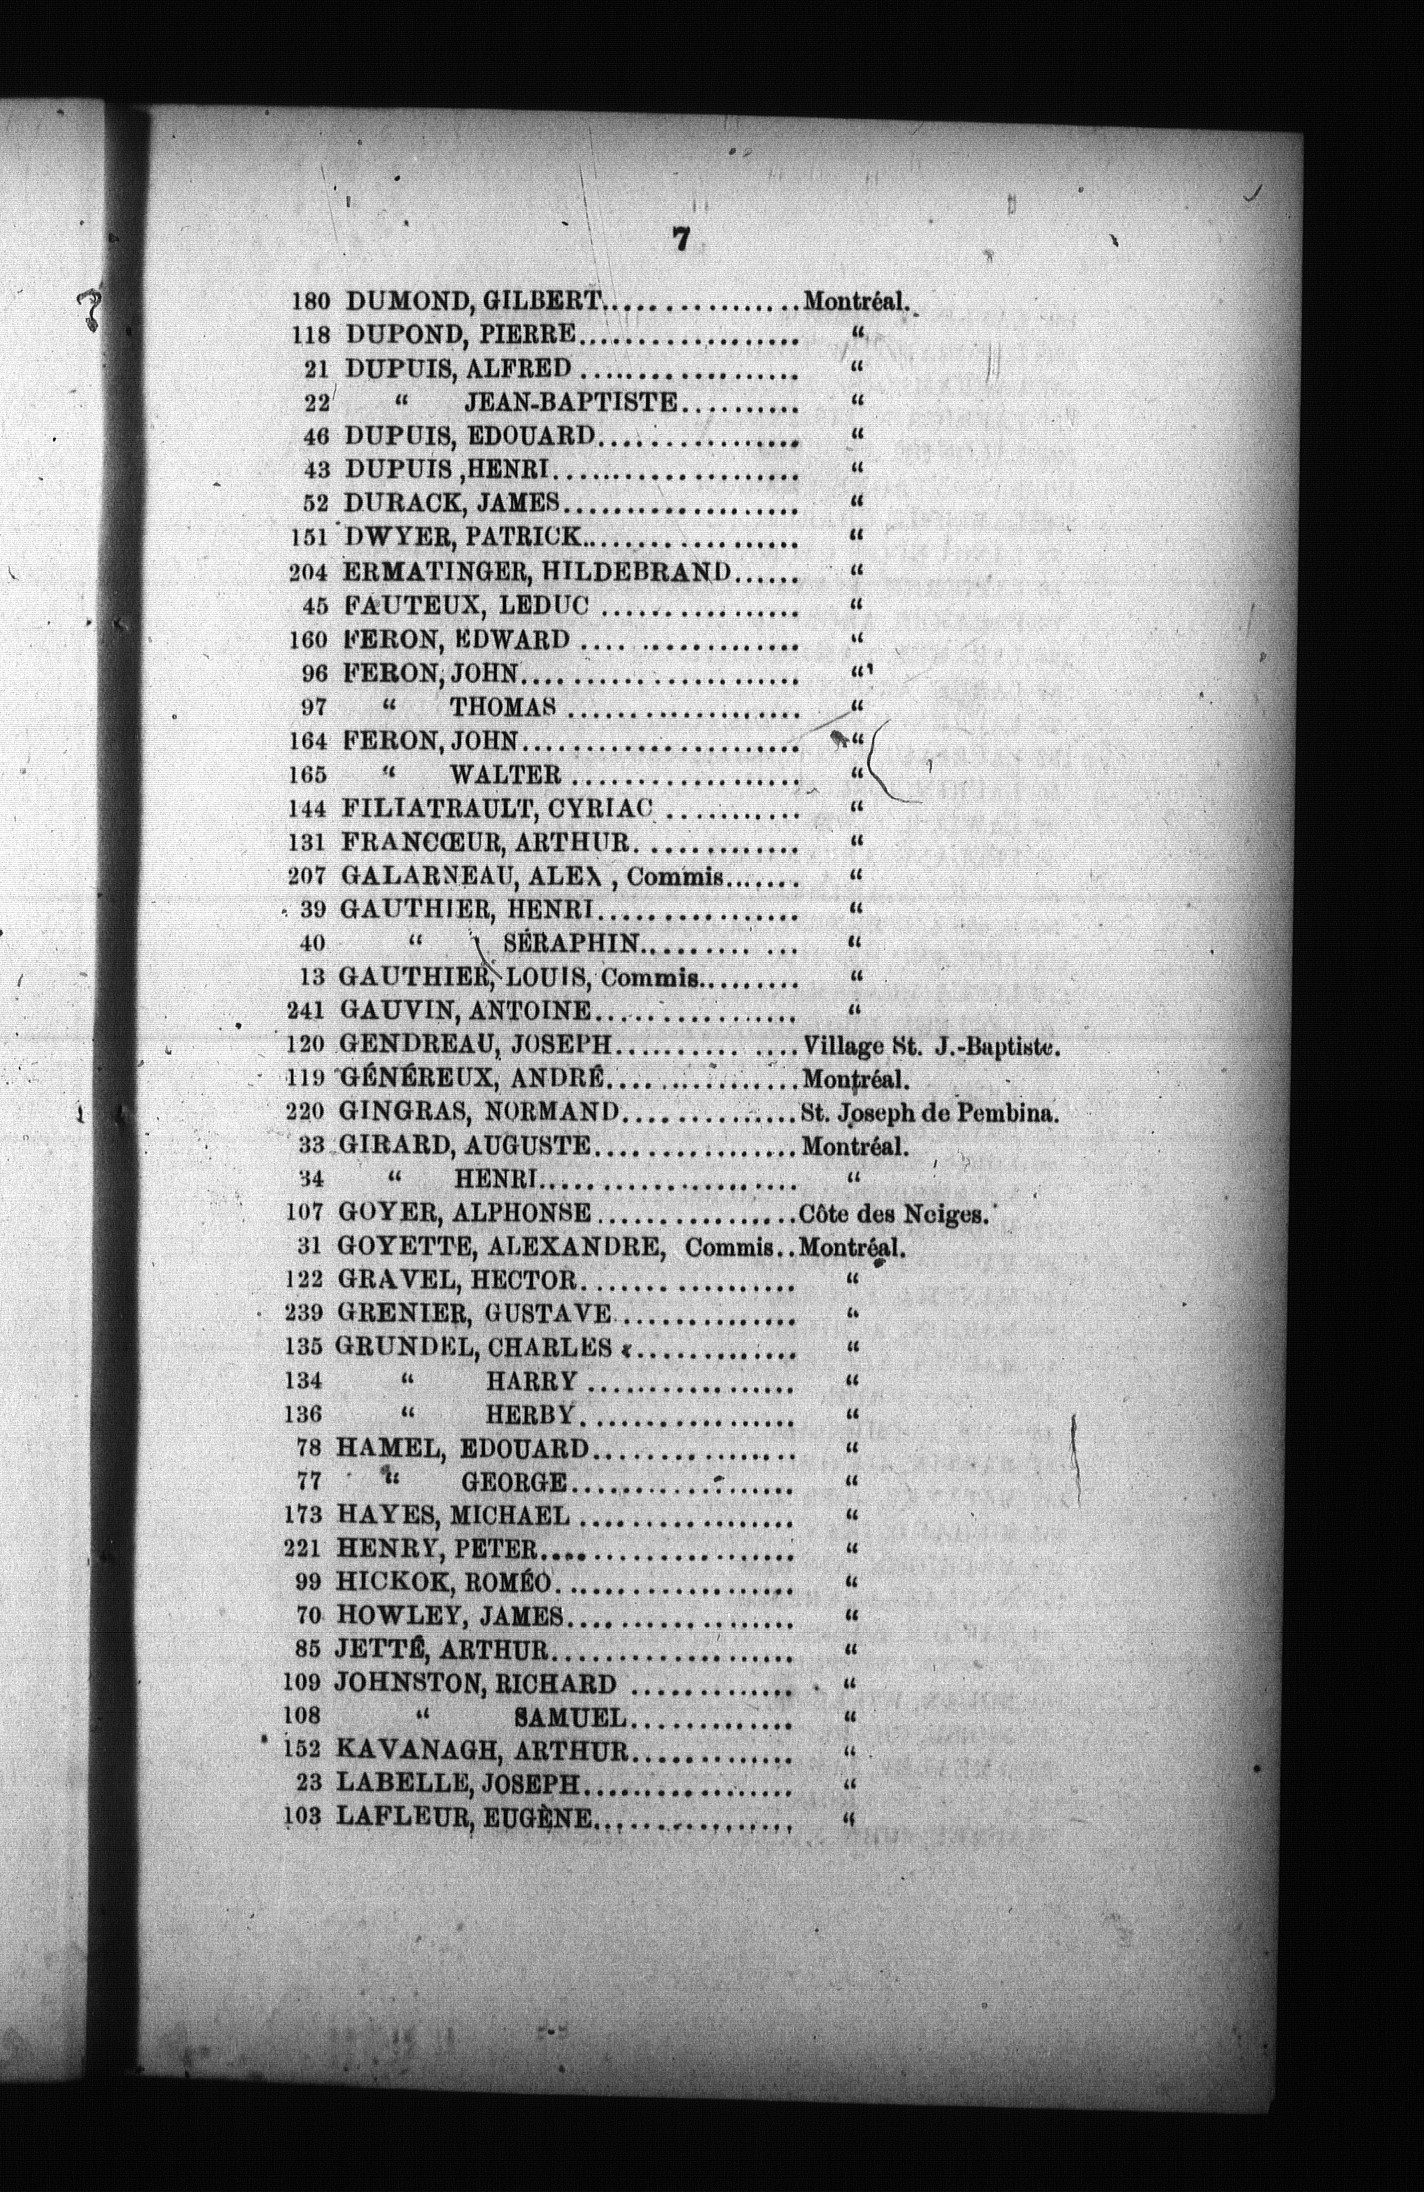 7
180 DUMOND, GILBERT................Montréal.
118 DUPOND, PIERRE.................. “
21 DUPUIS, ALFRED .................. “
22 “ JEAN-BAPTISTE.......... “
46 DUPUIS, EDOUARD................ “
43 DUPUIS ,HENRI.................... “
52 DURACK, JAMES................... “
151 DWYER, PATRICK.................. “
204 ERMATINGER, HILDEBRAND...... “
45 FAUTEUX, LEDUC ................ “
160 FERON, EDWARD .................. “
96 FERON, JOHN....................... “
97 “ THOMAS ................... “
164 FERON, JOHN....................... “
165 “ WALTER ................... “
144 FILIATRAULT, CYRIAC ........... “
131 FRANCŒUR, ARTHUR............. “
207 GALARNEAU, ALEX , Commis....... “
39 GAUTHIER, HENRI................ “
40 “ SÉRAPHIN......... ... “
13 GAUTHIER, LOUIS, Commis......... “
241 GAUVIN, ANTOINE................ “
120 GENDREAU, JOSEPH.......... ....Village St. J.-Baptiste.
119 GÉNÉREUX, ANDRÉ................Montréal.
220 GINGRAS, NORMAND..............St. Joseph de Pembina.
33 GIRARD, AUGUSTE................Montréal.
34 “ HENRI..................... “
107 GOYER, ALPHONSE................Côte des Neiges.
31 GOYETTE, ALEXANDRE, Commis..Montréal.
122 GRAVEL, HECTOR................. “
239 GRENIER, GUSTAVE .............. “
135 GRUNDEL, CHARLES ............. “
134 “ HARRY ................. “
136 “ HERBY................. “
78 HAMEL, EDOUARD................ “
77 “ GEORGE.................. “
173 HAYES, MICHAEL ................. “
221 HENRY, PETER.................... “
99 HICKOK, ROMÉO................... “
70 HOWLEY, JAMES.................. “
85 JETTÉ, ARTHUR................... “
109 JOHNSTON, RICHARD ............. “
108 “ SAMUEL............. “
152 KAVANAGH, ARTHUR............. “
23 LABELLE, JOSEPH................. “
103 LAFLEUR, EUGÈNE................ “